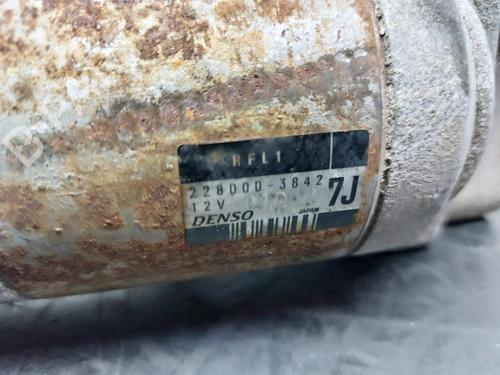 RFL1
228000-3842
7J
12V
DENSO
JAPAN